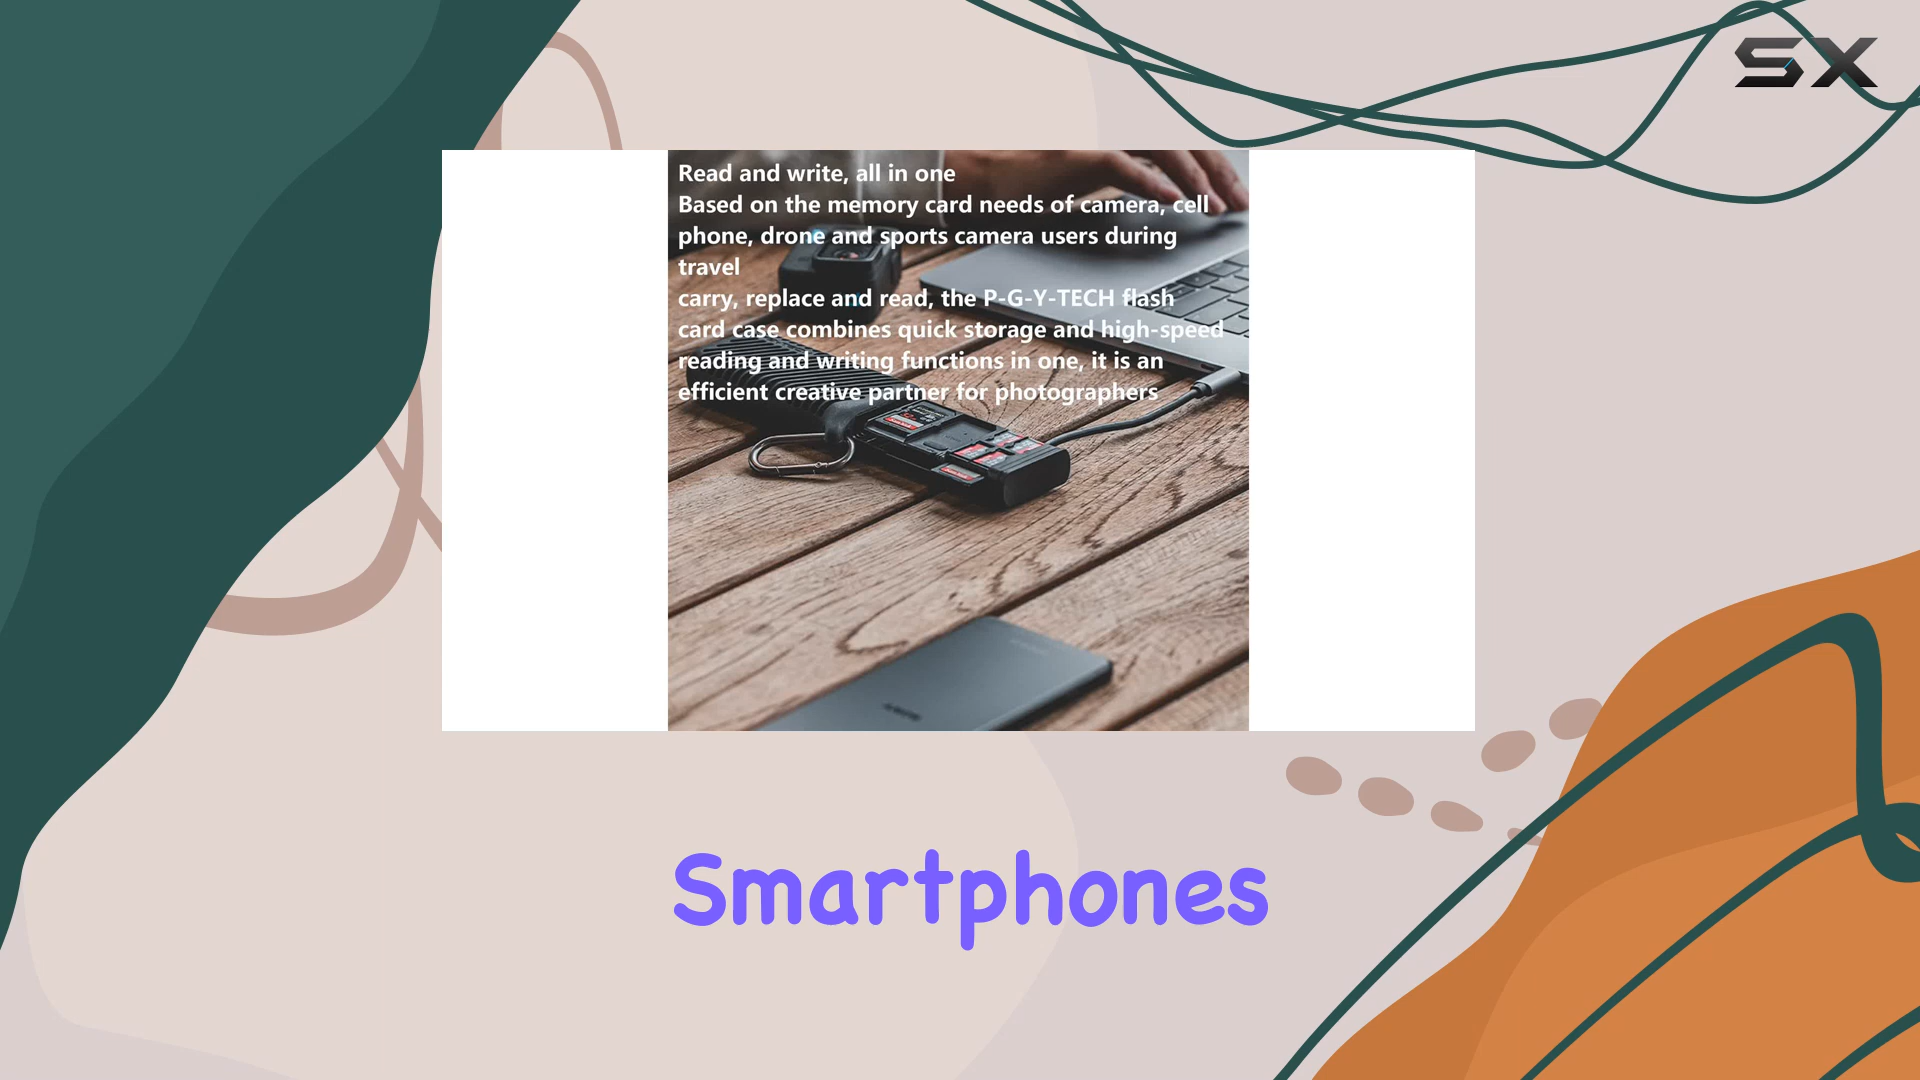 SX
Read and write, all in one
Based on the memory card needs of camera, cell
phone, drone and sports camera users during
travel
carry, replace and read, the P-G-Y-TECH flash
card case combines quick storage and high-speed
reading and writing functions in one, it is an
efficient creative partner for photographers
Smartphones